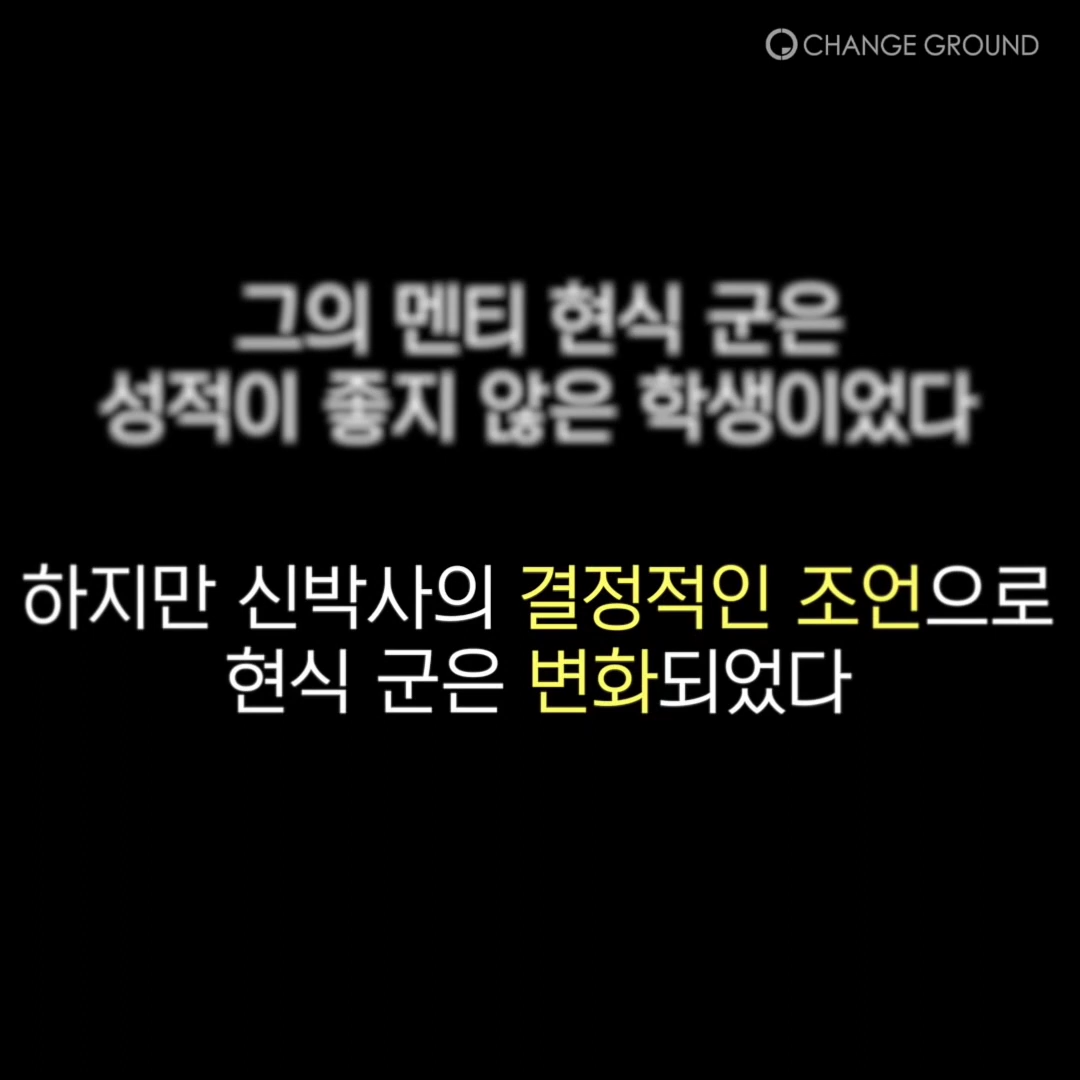 CHANGE GROUND
그의 멘티 현식 군은
성적이 좋지 않은 학생이었다
하지만 신박사의 결정적인 조언으로
현식 군은 변화되었다